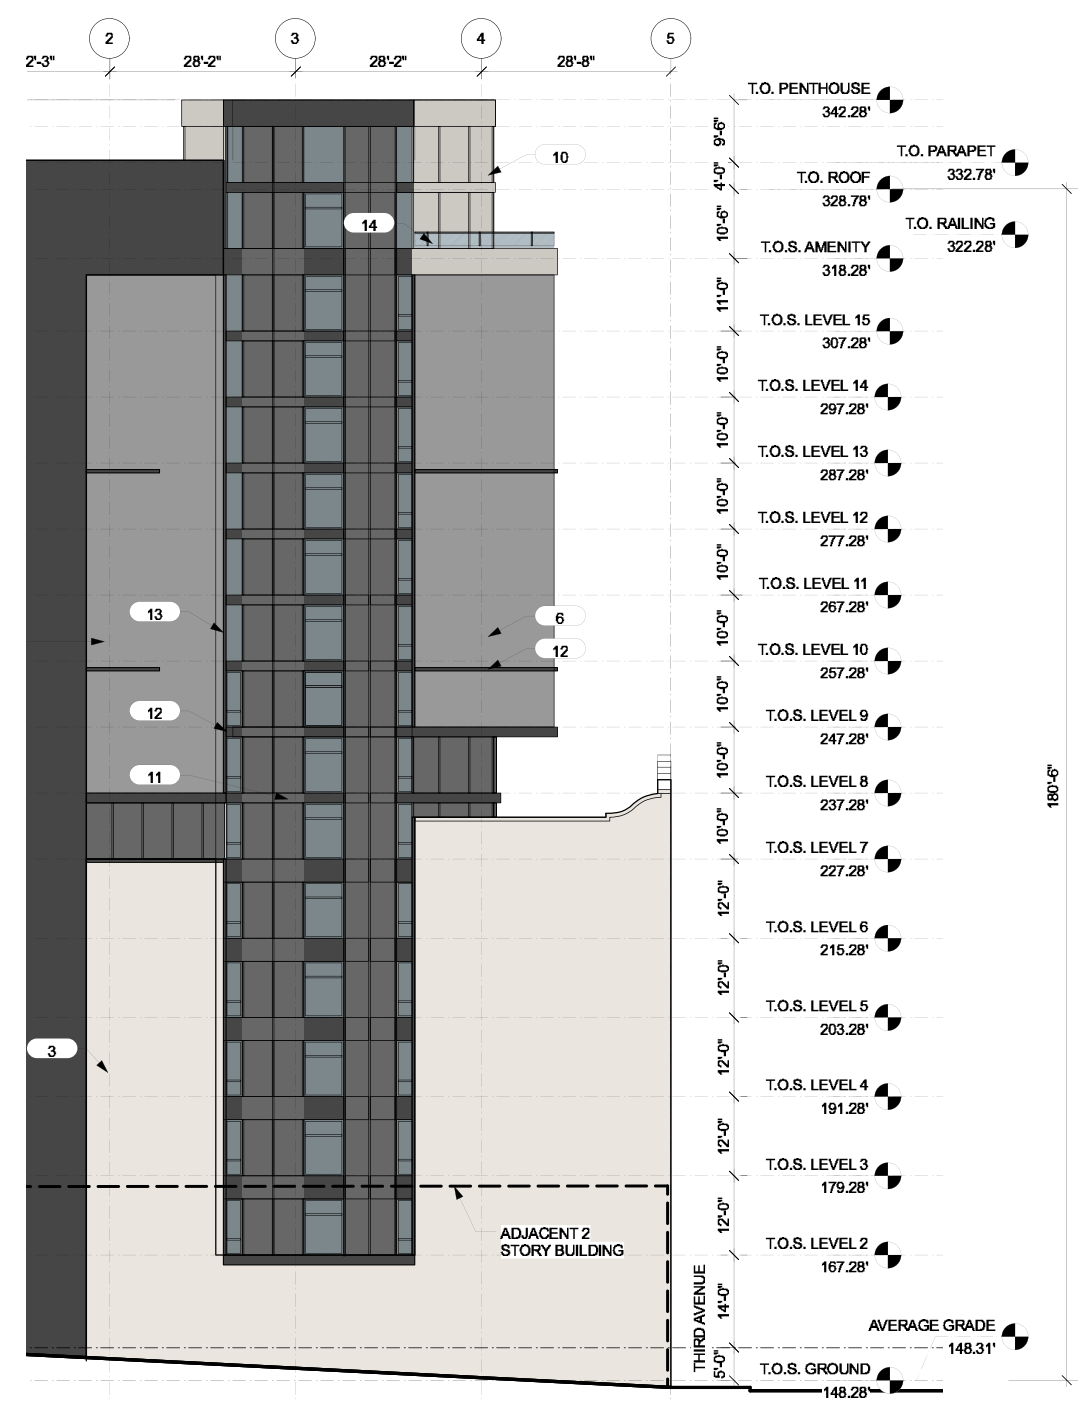 2
3
4
5
2'-3"
28'-2"
28'-2"
28'-8"
T.O. PENTHOUSE
342.28'
9'-6"
T.O. PARAPET
332.78'
10
4'-0"
T.O. ROOF
328.78'
14
10'-6"
T.O. RAILING
322.28'
T.O.S. AMENITY
318.28'
11'-0"
T.O.S. LEVEL 15
307.28'
10'-0"
T.O.S. LEVEL 14
297.28'
10'-0"
T.O.S. LEVEL 13
287.28'
10'-0"
T.O.S. LEVEL 12
277.28'
10'-0"
T.O.S. LEVEL 11
267.28'
13
6
10'-0"
12
T.O.S. LEVEL 10
257.28'
10'-0"
12
T.O.S. LEVEL 9
247.28'
10'-0"
11
T.O.S. LEVEL 8
237.28'
180'-6"
10'-0"
T.O.S. LEVEL 7
227.28'
12'-0"
T.O.S. LEVEL 6
215.28'
12'-0"
T.O.S. LEVEL 5
203.28'
3
12'-0"
T.O.S. LEVEL 4
191.28'
12'-0"
T.O.S. LEVEL 3
179.28'
12'-0"
ADJACENT 2
STORY BUILDING
T.O.S. LEVEL 2
167.28'
THIRD AVENUE
14'-0"
AVERAGE GRADE
148.31'
5'-0"
T.O.S. GROUND
148.28'